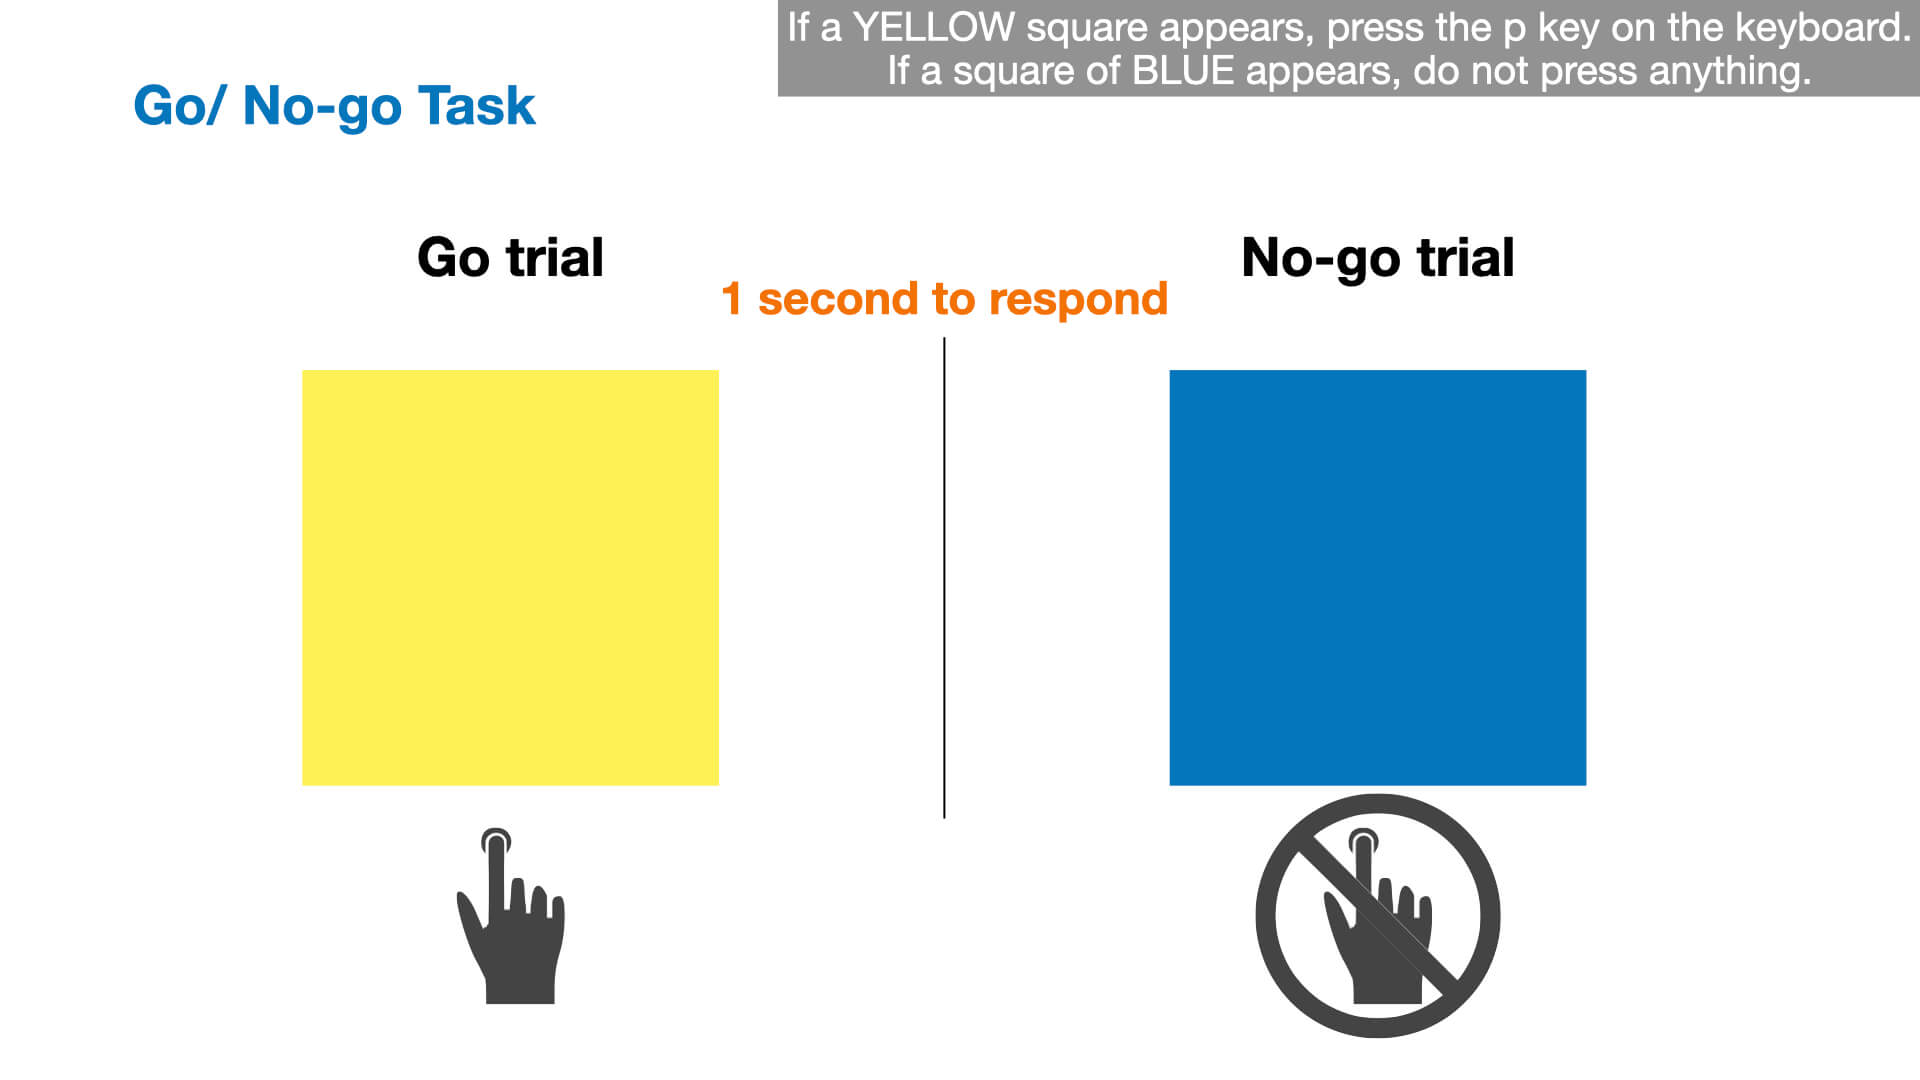 If a YELLOW square appears, press the p key on the keyboard.
If a square of BLUE appears, do not press anything.
Go/ No-go Task
Go trial
No-go trial
1 second to respond